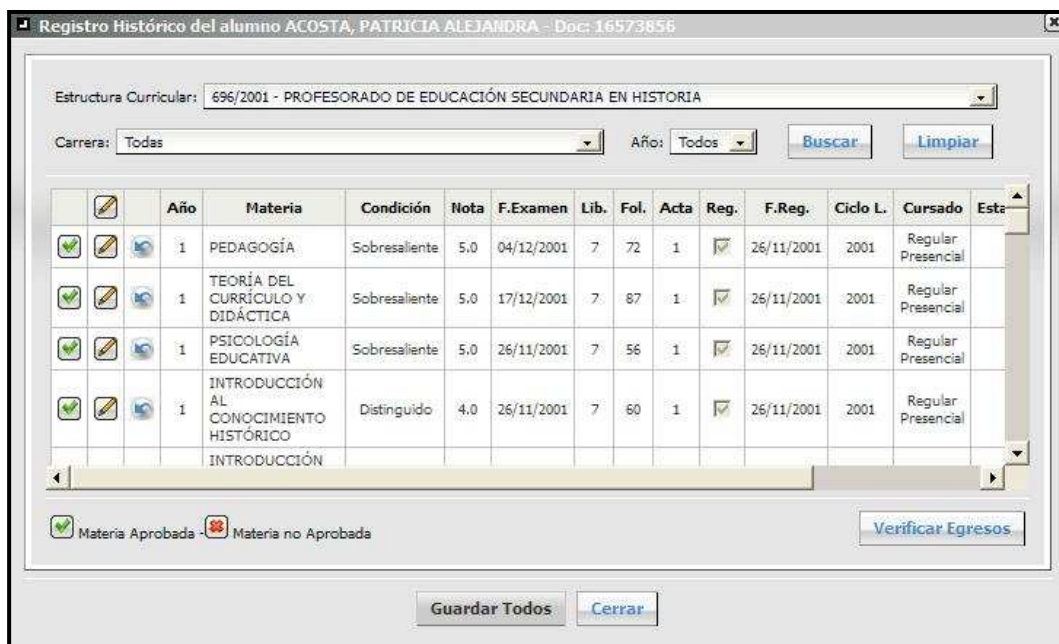 Registro Histórico del alumno ACOSTA, PATRICIA ALEJANDRA - Doc: 16573856
Estructura Curricular: 696/2001 - PROFESORADO DE EDUCACIÓN SECUNDARIA EN HISTORIA
Carrera: Todas Año: Todos Buscar Limpiar
Año Materia Condición Nota F.Examen Lib. Fol. Acta Reg. F.Reg. Ciclo L. Cursado Esta
1 PEDAGOGÍA Sobresaliente 5.0 04/12/2001 7 72 1 26/11/2001 2001 Regular Presencial
1 TEORÍA DEL CURRÍCULO Y DIDÁCTICA Sobresaliente 5.0 17/12/2001 7 87 1 26/11/2001 2001 Regular Presencial
1 PSICOLOGÍA EDUCATIVA Sobresaliente 5.0 26/11/2001 7 56 1 26/11/2001 2001 Regular Presencial
1 INTRODUCCIÓN AL CONOCIMIENTO HISTÓRICO Distinguido 4.0 26/11/2001 7 60 1 26/11/2001 2001 Regular Presencial
INTRODUCCIÓN
Materia Aprobada - Materia no Aprobada
Verificar Egresos
Guardar Todos Cerrar